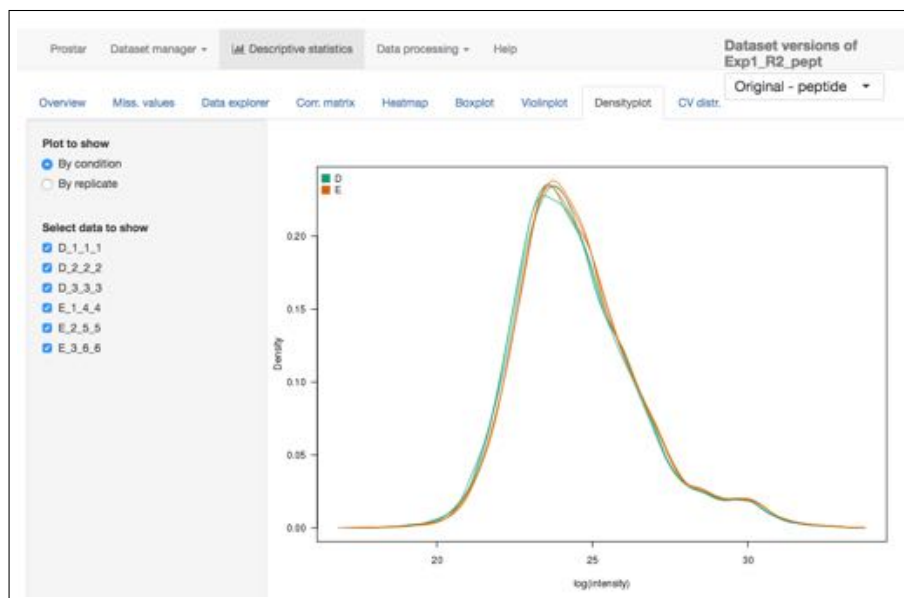 Prostar Dataset manager Descriptive statistics Data processing Help
Dataset versions of
Exp1_R2_pept
Original - peptide
Overview Miss. values Data explorer Corr. matrix Heatmap Boxplot Violinplot Densityplot CV distr.
Plot to show
By condition
By replicate
Select data to show
D_1_1_1
D_2_2_2
D_3_3_3
E_1_4_4
E_2_5_5
E_3_6_6
D
E
0.20
0.15
0.10
0.05
0.00
Density
20 25 30
log(intensity)